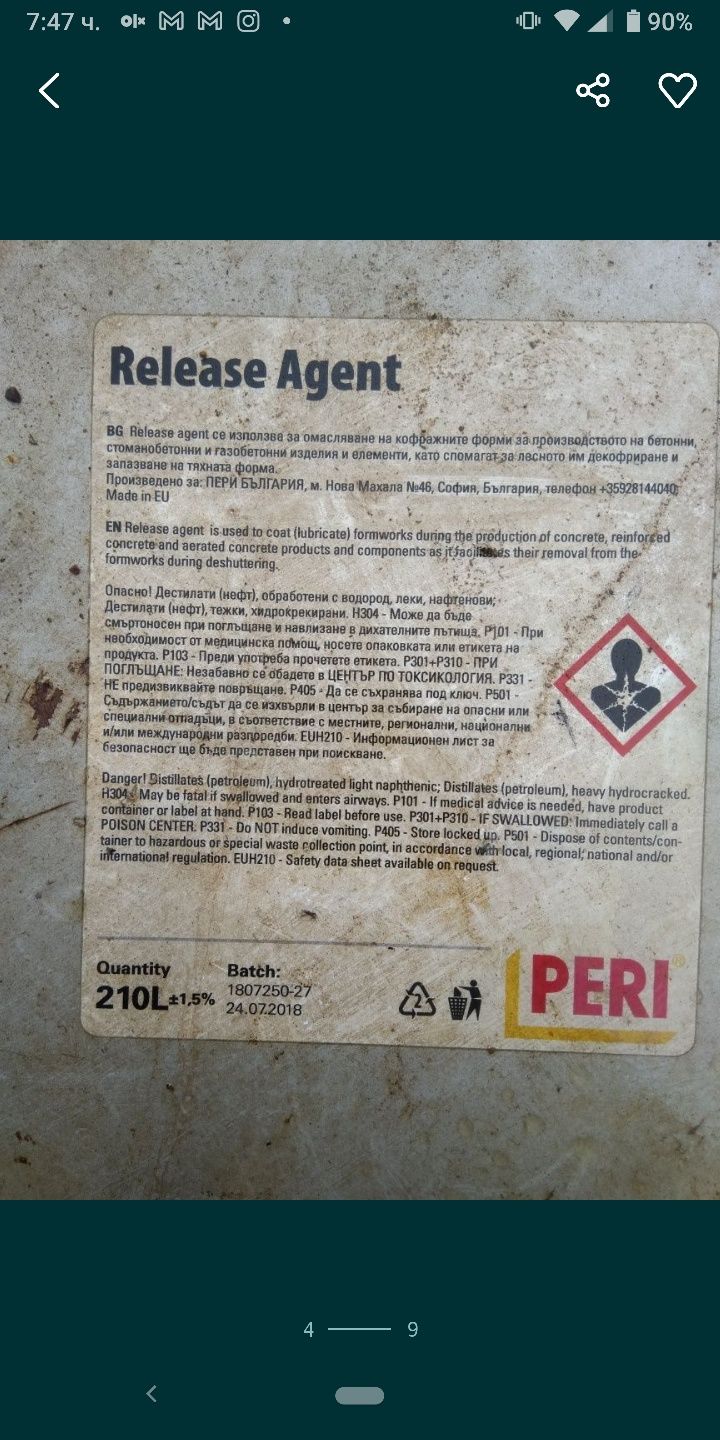 7:47 ч.
olx
90%
Release Agent
BG Release agent се използва за омасляване на кофражните форми за производството на бетонни,
стоманобетонни и газобетонни изделия и елементи, като спомагат за лесното им декофриране и
запазване на тяхната форма.
Произведено за: ПЕРИ БЪЛГАРИЯ, м. Нова Махала №46, София, България, телефон +35928144040;
Made in EU
EN Release agent is used to coat (lubricate) formworks during the production of concrete, reinforced
concrete and aerated concrete products and components as it facilitates their removal from the
formworks during deshuttering.
Опасно! Дестилати (нефт), обработени с водород, леки, нафтенови;
Дестилати (нефт), тежки, хидрокрекирани. H304 - Може да бъде
смъртоносен при поглъщане и навлизане в дихателните пътища. P101 - При
необходимост от медицинска помощ, носете опаковката или етикета на
продукта. P103 - Преди употреба прочетете етикета. P301+P310 - ПРИ
ПОГЛЪЩАНЕ: Незабавно се обадете в ЦЕНТЪР ПО ТОКСИКОЛОГИЯ. P331 -
НЕ предизвиквайте повръщане. P405 - Да се съхранява под ключ. P501 -
Съдържанието/съдът да се изхвърли в център за събиране на опасни или
специални отпадъци, в съответствие с местните, регионални, национални
и/или международни разпоредби. EUH210 - Информационен лист за
безопасност ще бъде представен при поискване.
Danger! Distillates (petroleum), hydrotreated light naphthenic; Distillates (petroleum), heavy hydrocracked.
H304 - May be fatal if swallowed and enters airways. P101 - If medical advice is needed, have product
container or label at hand. P103 - Read label before use. P301+P310 - IF SWALLOWED: Immediately call a
POISON CENTER. P331 - Do NOT induce vomiting. P405 - Store locked up. P501 - Dispose of contents/con-
tainer to hazardous or special waste collection point, in accordance with local, regional, national and/or
international regulation. EUH210 - Safety data sheet available on request.
Quantity
210L±1,5%
Batch:
1807250-27
24.07.2018
2
PERI®
4
9